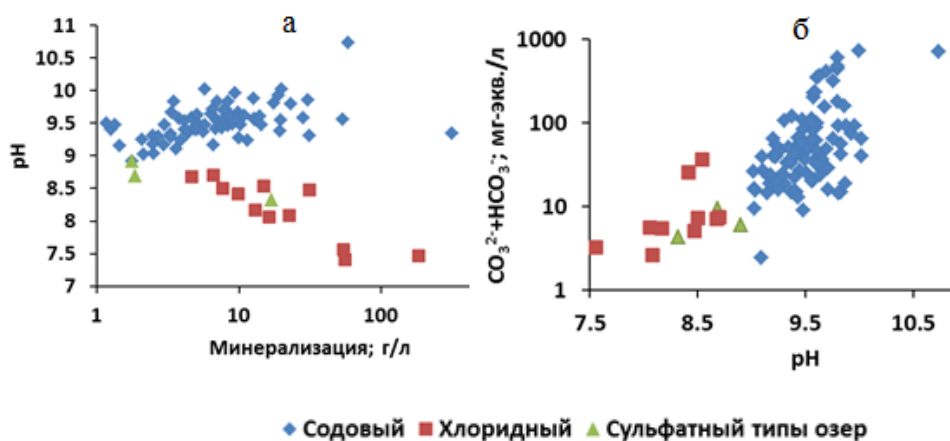 а
11
10.5
10
9.5
9
8.5
8
7.5
7
pH
1
10
100
Минерализация; г/л
б
1000
100
10
1
CO₃²⁻+HCO₃⁻; мг-экв./л
7.5
8.5
9.5
10.5
pH
Содовый Хлоридный Сульфатный типы озер